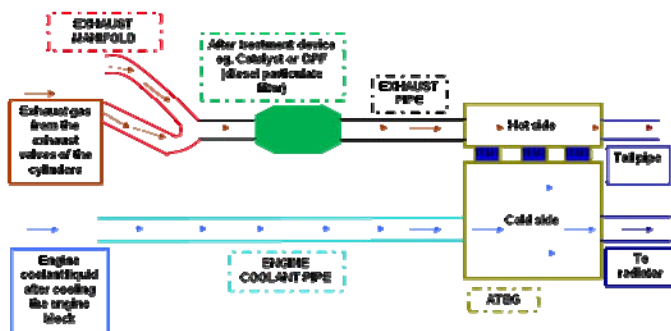 EXHAUST
MANIFOLD
After treatment device
eg. Catalyst or DPF
(diesel particulate
filter)
EXHAUST
PIPE
Exhaust gas
from the
exhaust
valves of the
cylinders
Hot side
Tail pipe
Cold side
Engine
coolant liquid
after cooling
the engine
block
ENGINE
COOLANT PIPE
To
radiator
ATEG